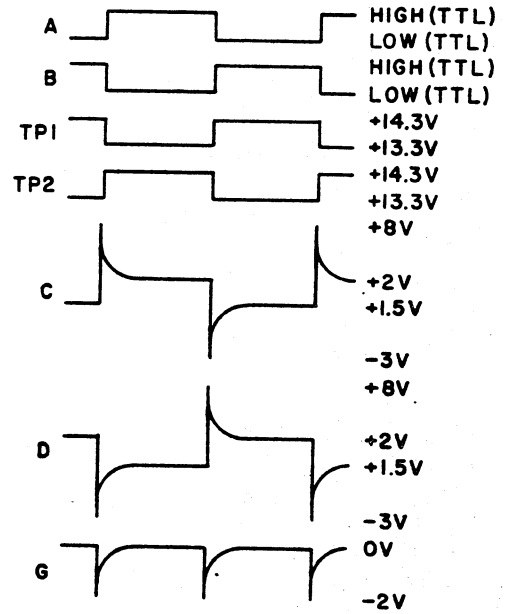 A
HIGH (TTL)
LOW (TTL)
B
HIGH (TTL)
LOW (TTL)
TP1
+14.3V
+13.3V
TP2
+14.3V
+13.3V
C
+8V
+2V
+1.5V
-3V
D
+8V
+2V
+1.5V
-3V
G
0V
-2V